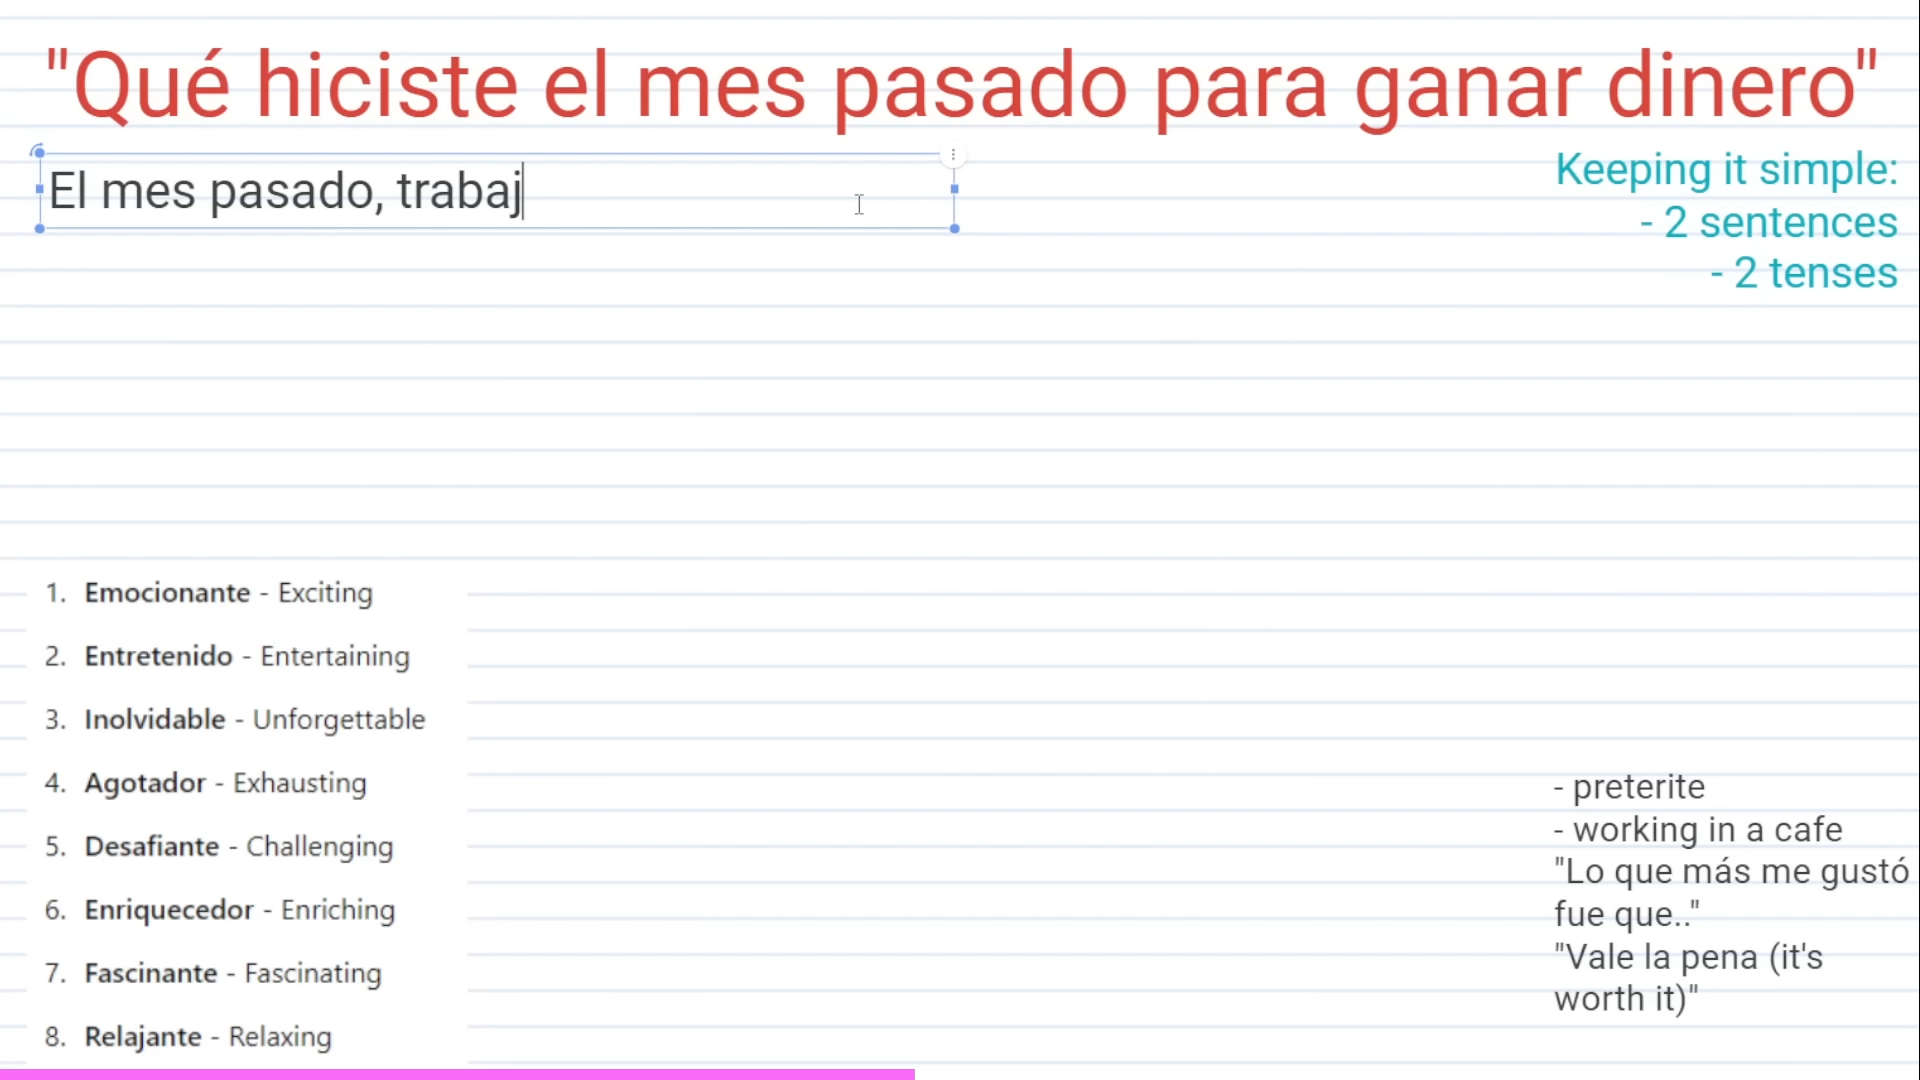 "Qué hiciste el mes pasado para ganar dinero"
El mes pasado, trabaj
Keeping it simple:
- 2 sentences
- 2 tenses
1. Emocionante - Exciting
2. Entretenido - Entertaining
3. Inolvidable - Unforgettable
4. Agotador - Exhausting
5. Desafiante - Challenging
6. Enriquecedor - Enriching
7. Fascinante - Fascinating
8. Relajante - Relaxing
- preterite
- working in a cafe
"Lo que más me gustó
fue que.."
"Vale la pena (it's
worth it)"